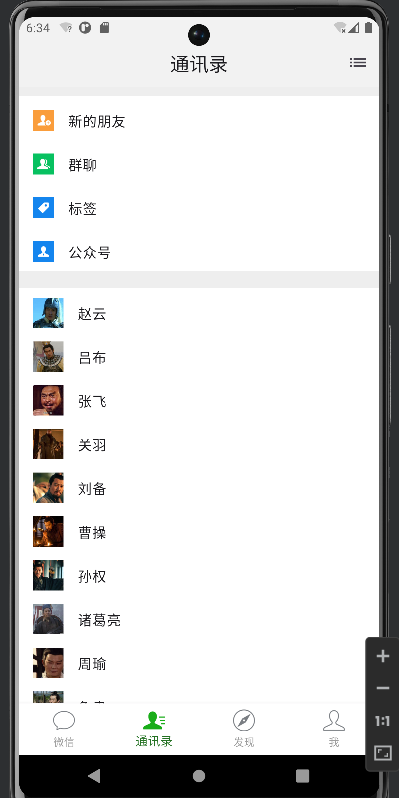 6:34
通讯录
新的朋友
群聊
标签
公众号
赵云
吕布
张飞
关羽
刘备
曹操
孙权
诸葛亮
周瑜
微信
通讯录
发现
我
1:1